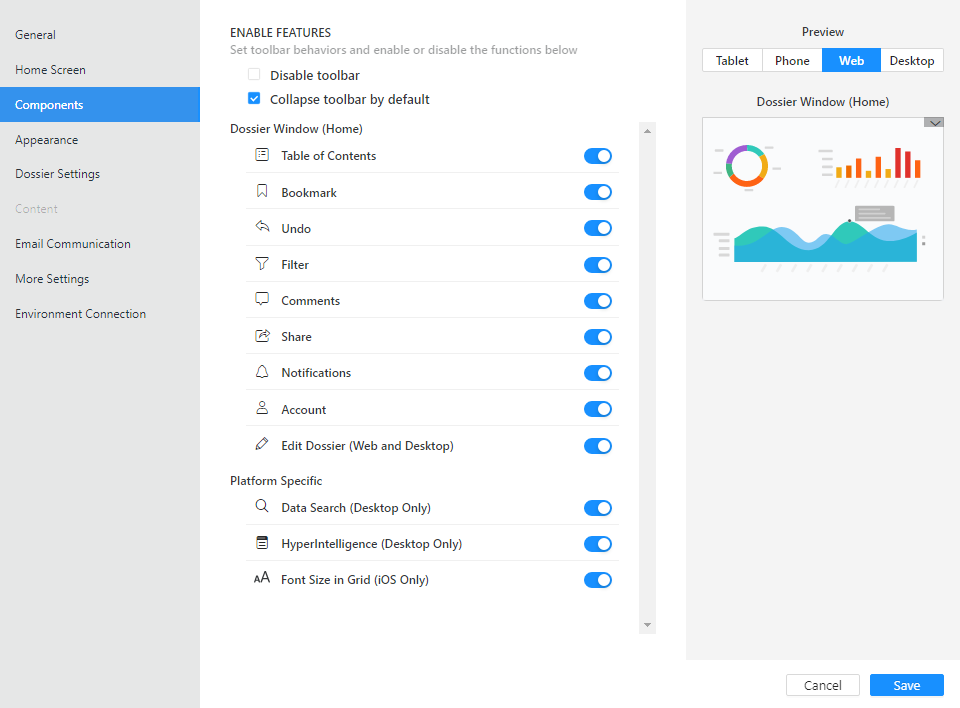 General
Home Screen
Components
Appearance
Dossier Settings
Content
Email Communication
More Settings
Environment Connection
ENABLE FEATURES
Set toolbar behaviors and enable or disable the functions below
Disable toolbar
Collapse toolbar by default
Dossier Window (Home)
Table of Contents
Bookmark
Undo
Filter
Comments
Share
Notifications
Account
Edit Dossier (Web and Desktop)
Platform Specific
Data Search (Desktop Only)
HyperIntelligence (Desktop Only)
AA Font Size in Grid (iOS Only)
Preview
Tablet Phone Web Desktop
Dossier Window (Home)
Cancel Save